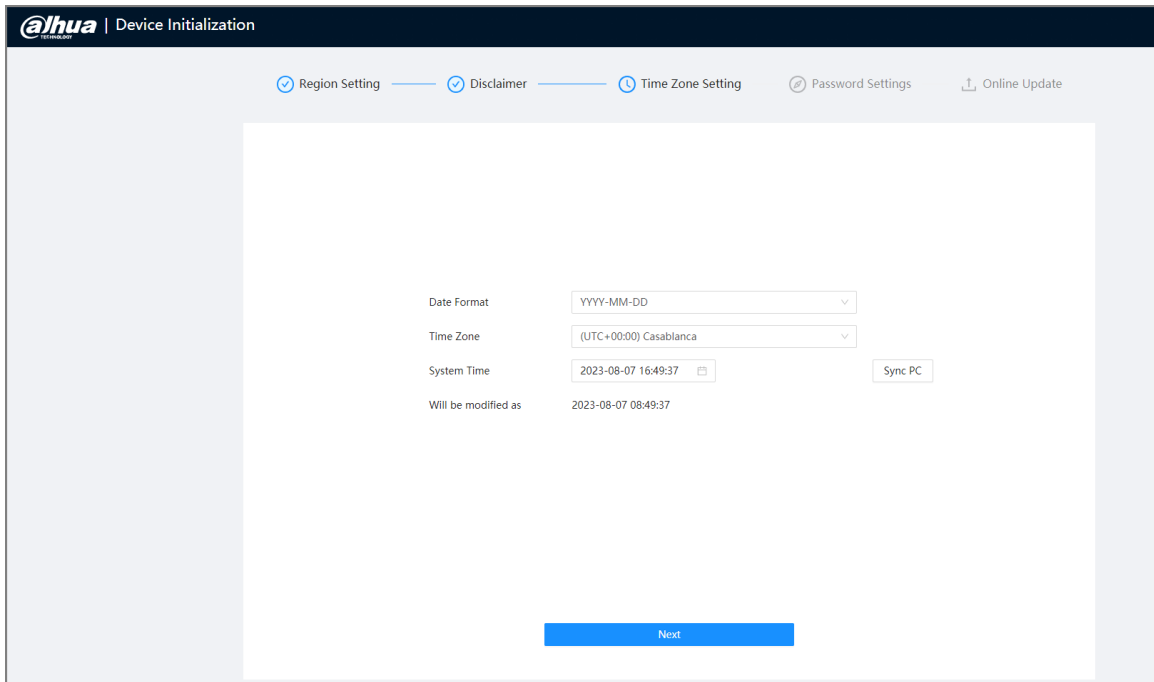 alhua | Device Initialization
TECHNOLOGY
Region Setting Disclaimer Time Zone Setting Password Settings Online Update
Date Format YYYY-MM-DD
Time Zone (UTC+00:00) Casablanca
System Time 2023-08-07 16:49:37 Sync PC
Will be modified as 2023-08-07 08:49:37
Next